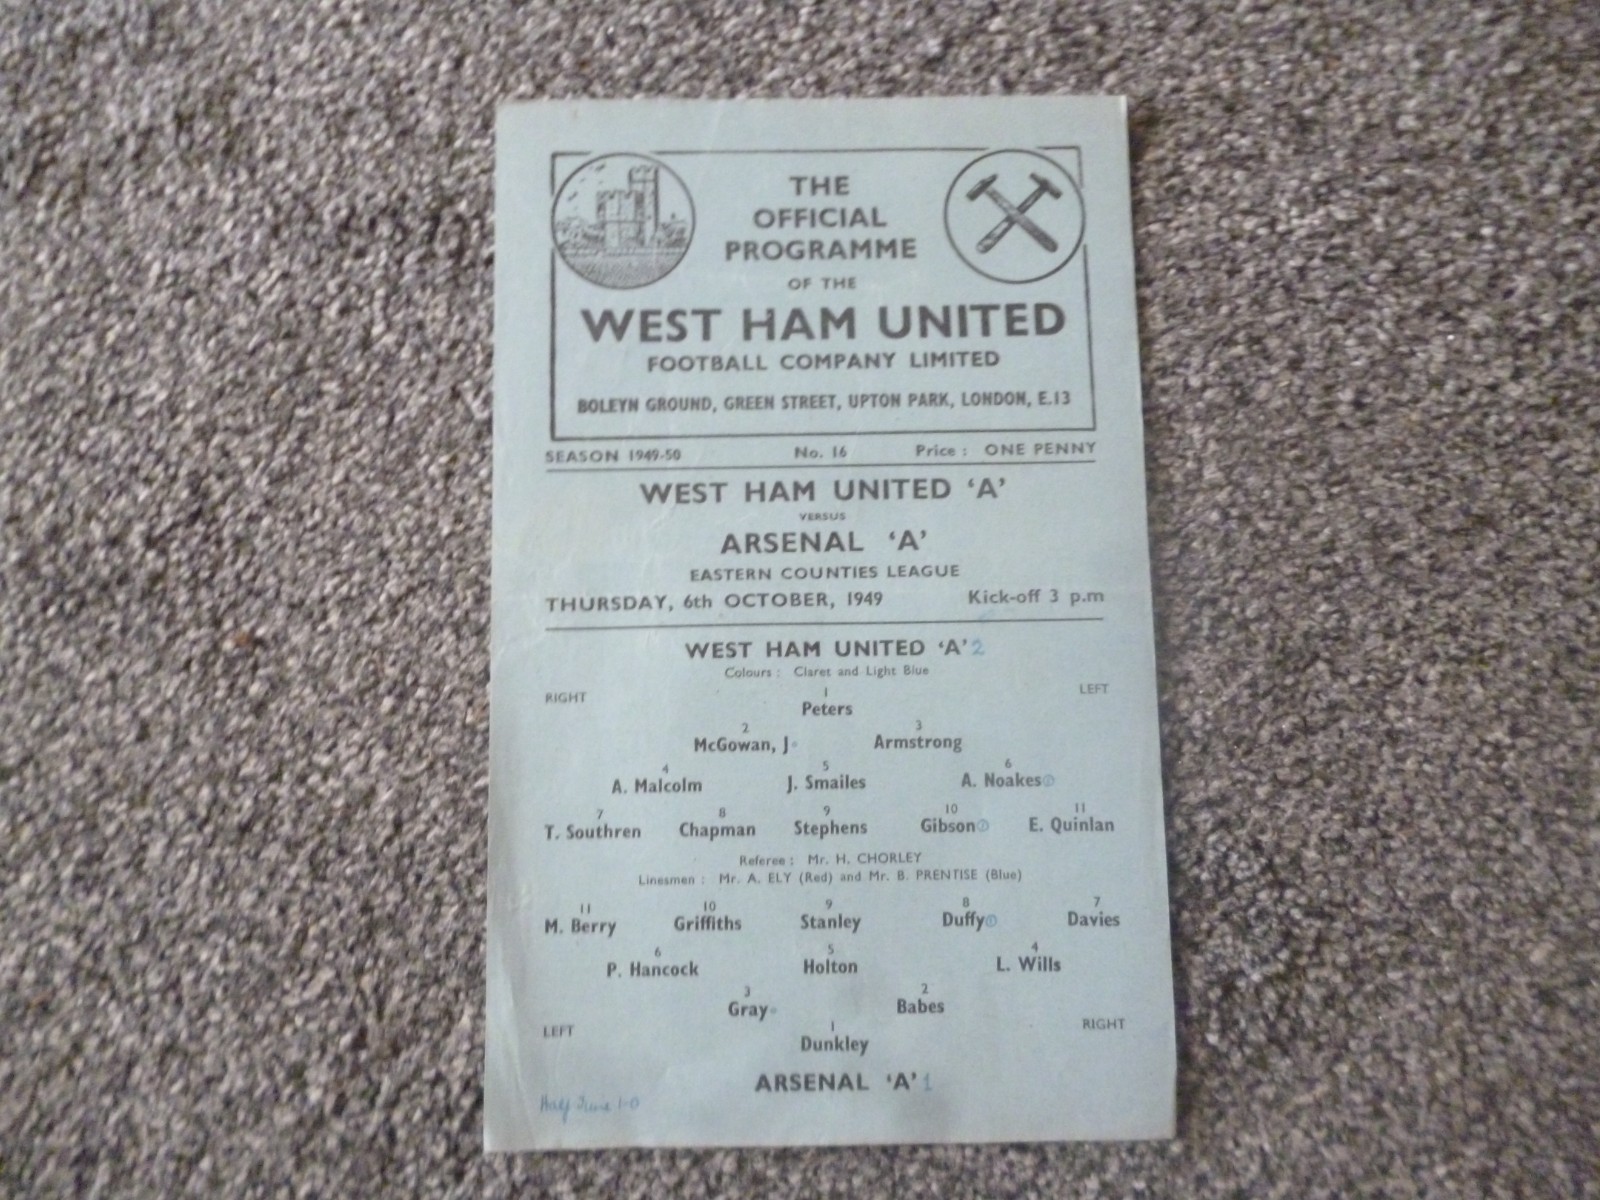 THE
OFFICIAL
PROGRAMME
OF THE
WEST HAM UNITED
FOOTBALL COMPANY LIMITED
BOLEYN GROUND, GREEN STREET, UPTON PARK, LONDON, E.13
SEASON 1949-50 No. 16 Price : ONE PENNY
WEST HAM UNITED 'A'
VERSUS
ARSENAL 'A'
EASTERN COUNTIES LEAGUE
THURSDAY, 6th OCTOBER, 1949 Kick-off 3 p.m
WEST HAM UNITED 'A' 2
Colours : Claret and Light Blue
RIGHT 1 LEFT
Peters
2 3
McGowan, J Armstrong
4 5 6
A. Malcolm J. Smailes A. Noakes ①
7 8 9 10 11
T. Southren Chapman Stephens Gibson ① E. Quinlan
Referee : Mr. H. CHORLEY
Linesmen : Mr. A. ELY (Red) and Mr. B. PRENTISE (Blue)
11 10 9 8 7
M. Berry Griffiths Stanley Duffy ① Davies
6 5 4
P. Hancock Holton L. Wills
3 2
Gray Babes
LEFT 1 RIGHT
Dunkley
ARSENAL 'A' 1
Half Time 1-0